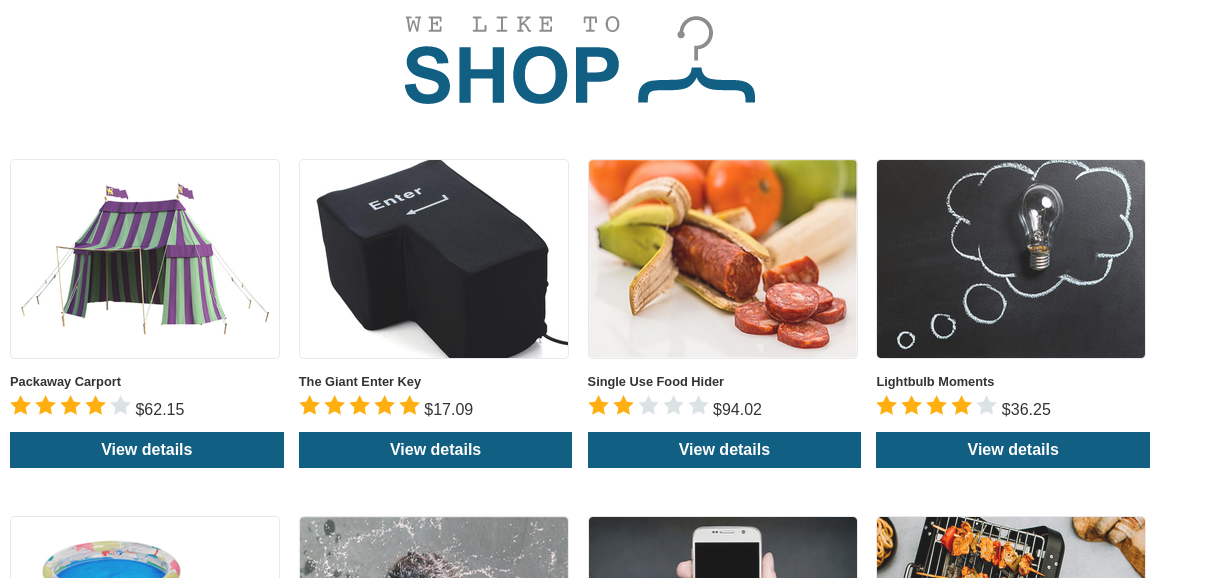 WE LIKE TO
SHOP
Enter
Packaway Carport
The Giant Enter Key
Single Use Food Hider
Lightbulb Moments
$62.15
$17.09
$94.02
$36.25
View details
View details
View details
View details